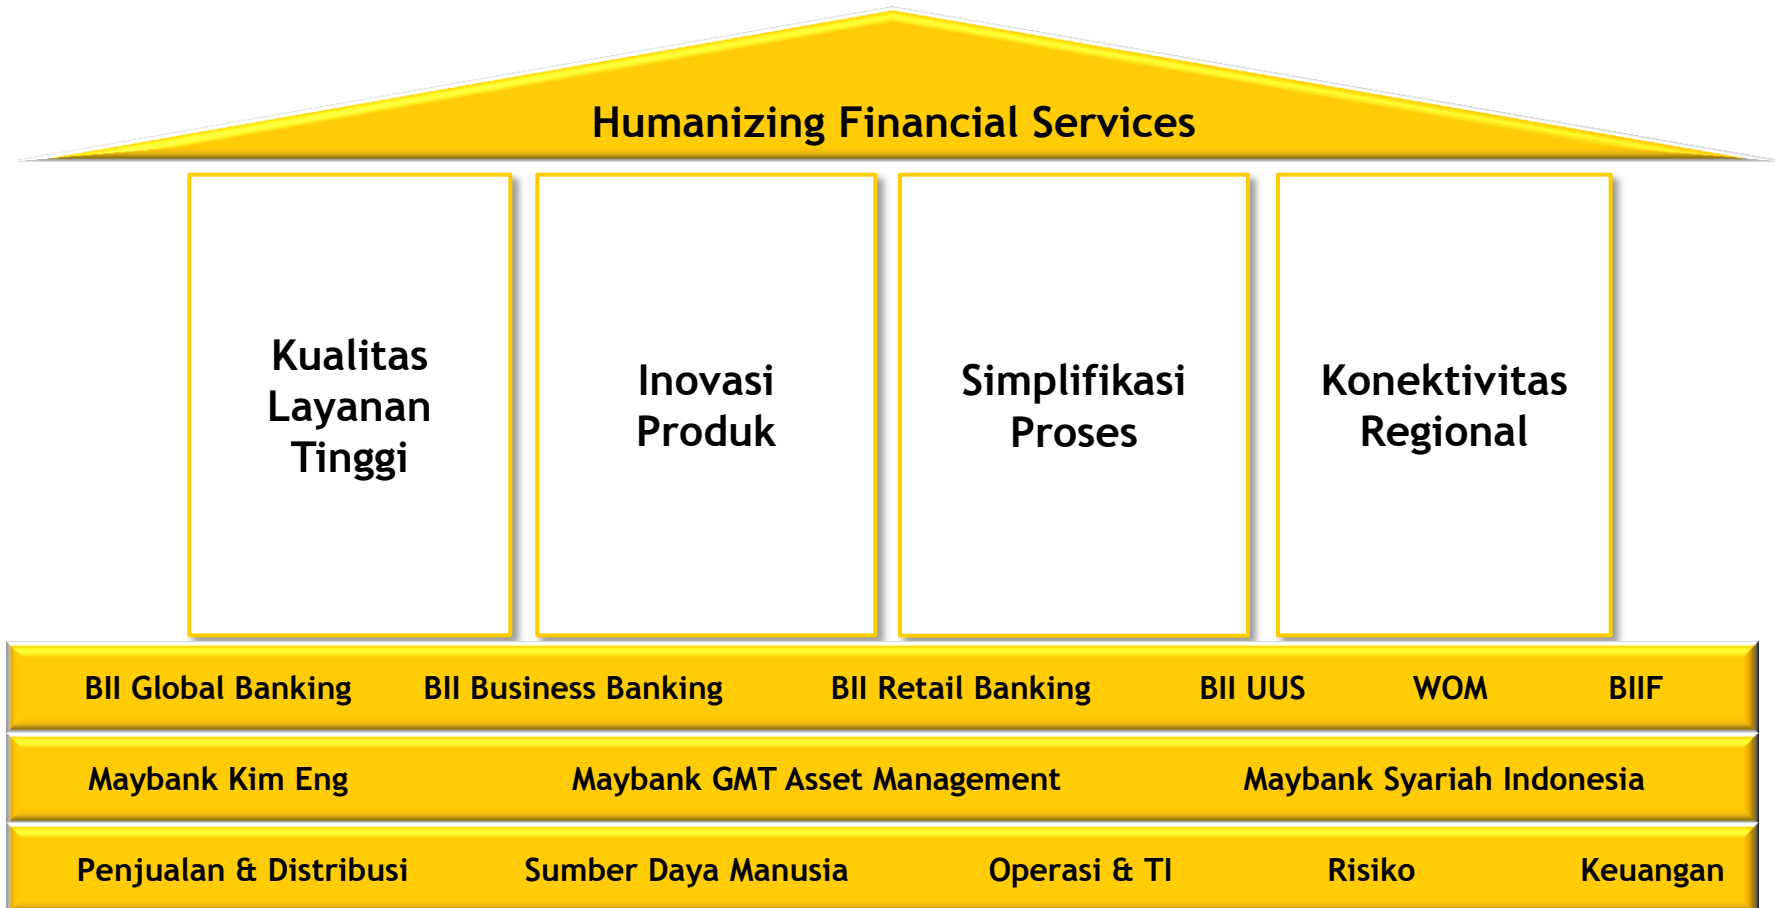 Humanizing Financial Services
Kualitas
Layanan
Tinggi
Inovasi
Produk
Simplifikasi
Proses
Konektivitas
Regional
BII Global Banking BII Business Banking BII Retail Banking BII UUS WOM BIIF
Maybank Kim Eng Maybank GMT Asset Management Maybank Syariah Indonesia
Penjualan & Distribusi Sumber Daya Manusia Operasi & TI Risiko Keuangan